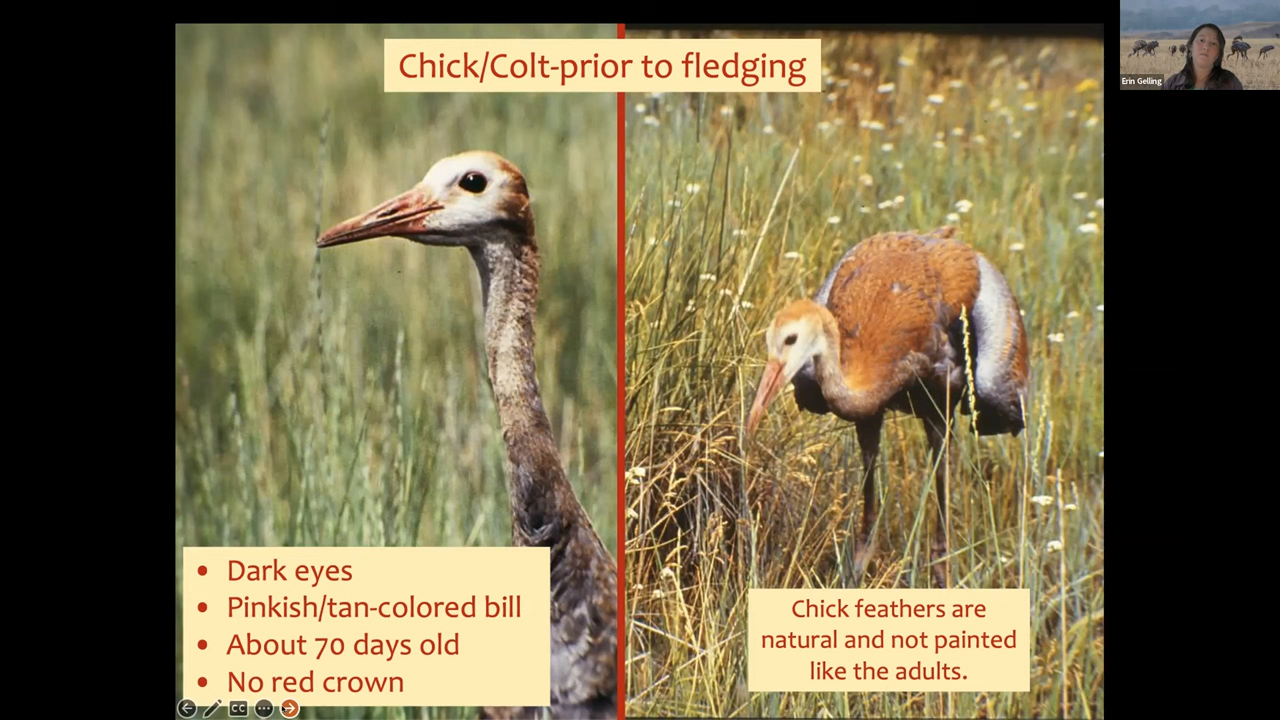 Chick/Colt-prior to fledging
Erin Gelling
• Dark eyes
• Pinkish/tan-colored bill
• About 70 days old
• No red crown
Chick feathers are
natural and not painted
like the adults.
CC